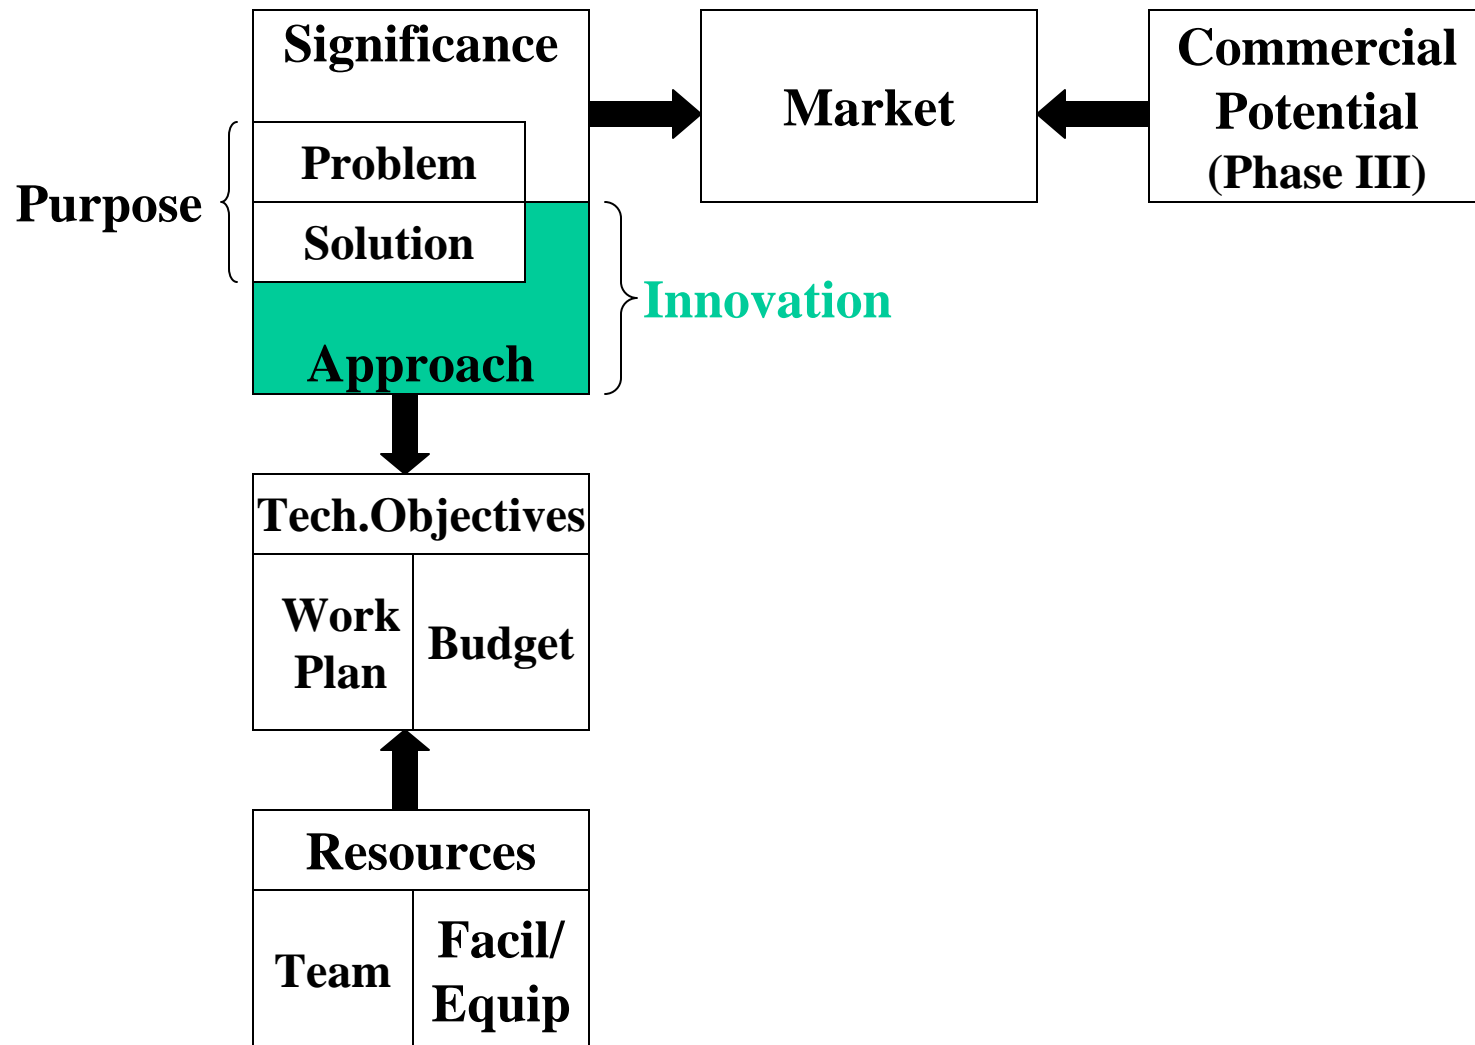 Significance
Market
Commercial
Potential
(Phase III)
Purpose
Problem
Solution
Innovation
Approach
Tech.Objectives
Work
Plan
Budget
Resources
Team
Facil/
Equip